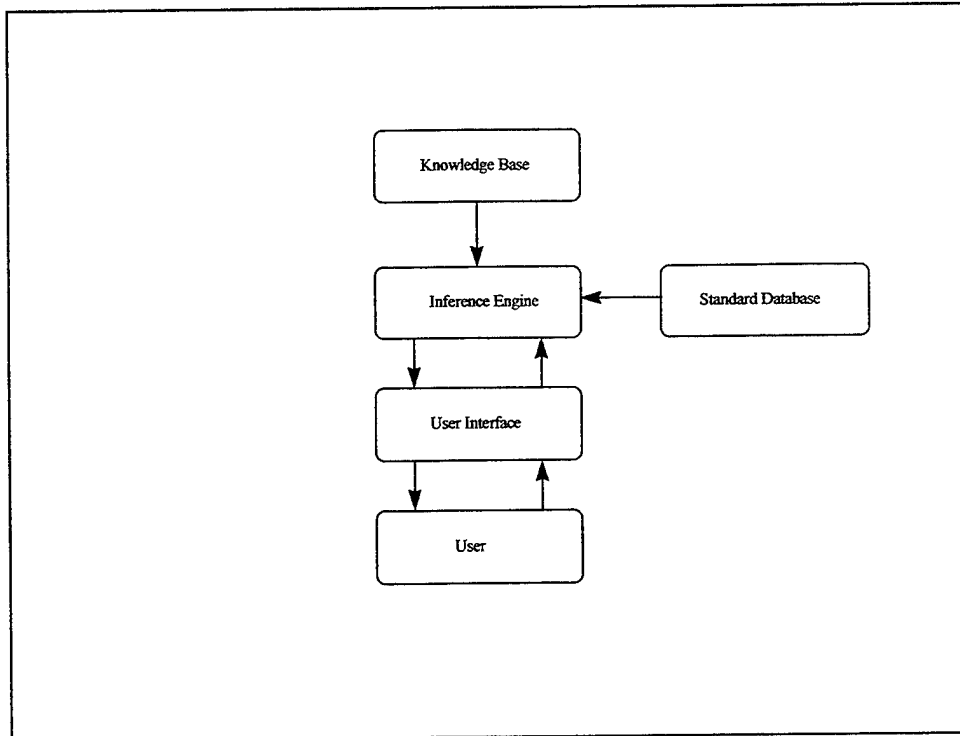 Knowledge Base
Inference Engine
Standard Database
User Interface
User